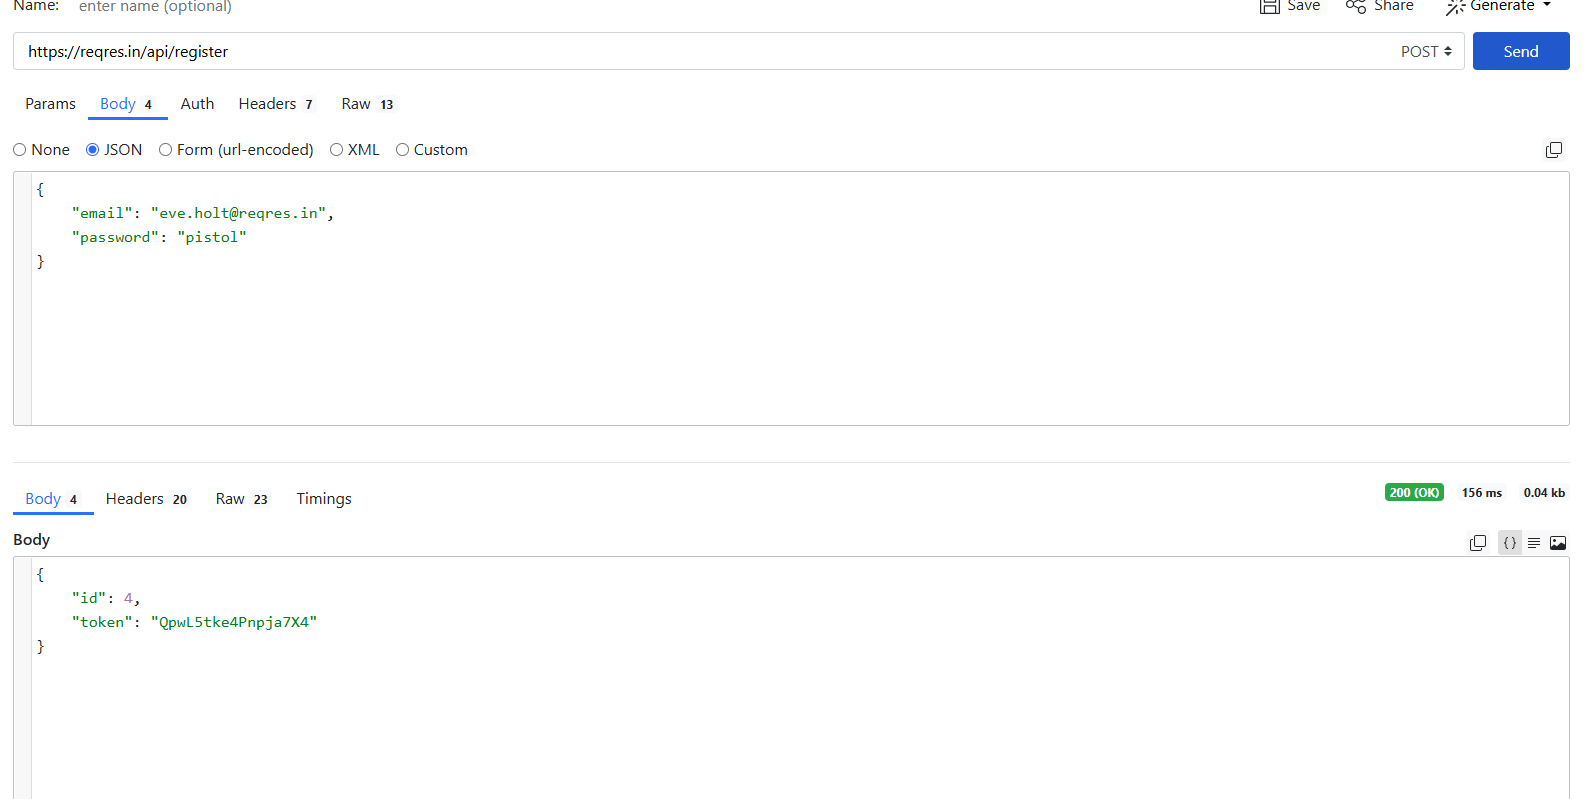 Name: enter name (optional) Save Share Generate
https://reqres.in/api/register POST Send
Params Body 4 Auth Headers 7 Raw 13
None JSON Form (url-encoded) XML Custom
{
"email": "eve.holt@reqres.in",
"password": "pistol"
}
Body 4 Headers 20 Raw 23 Timings 200 (OK) 156 ms 0.04 kb
Body {}
{
"id": 4,
"token": "QpwL5tke4Pnpja7X4"
}